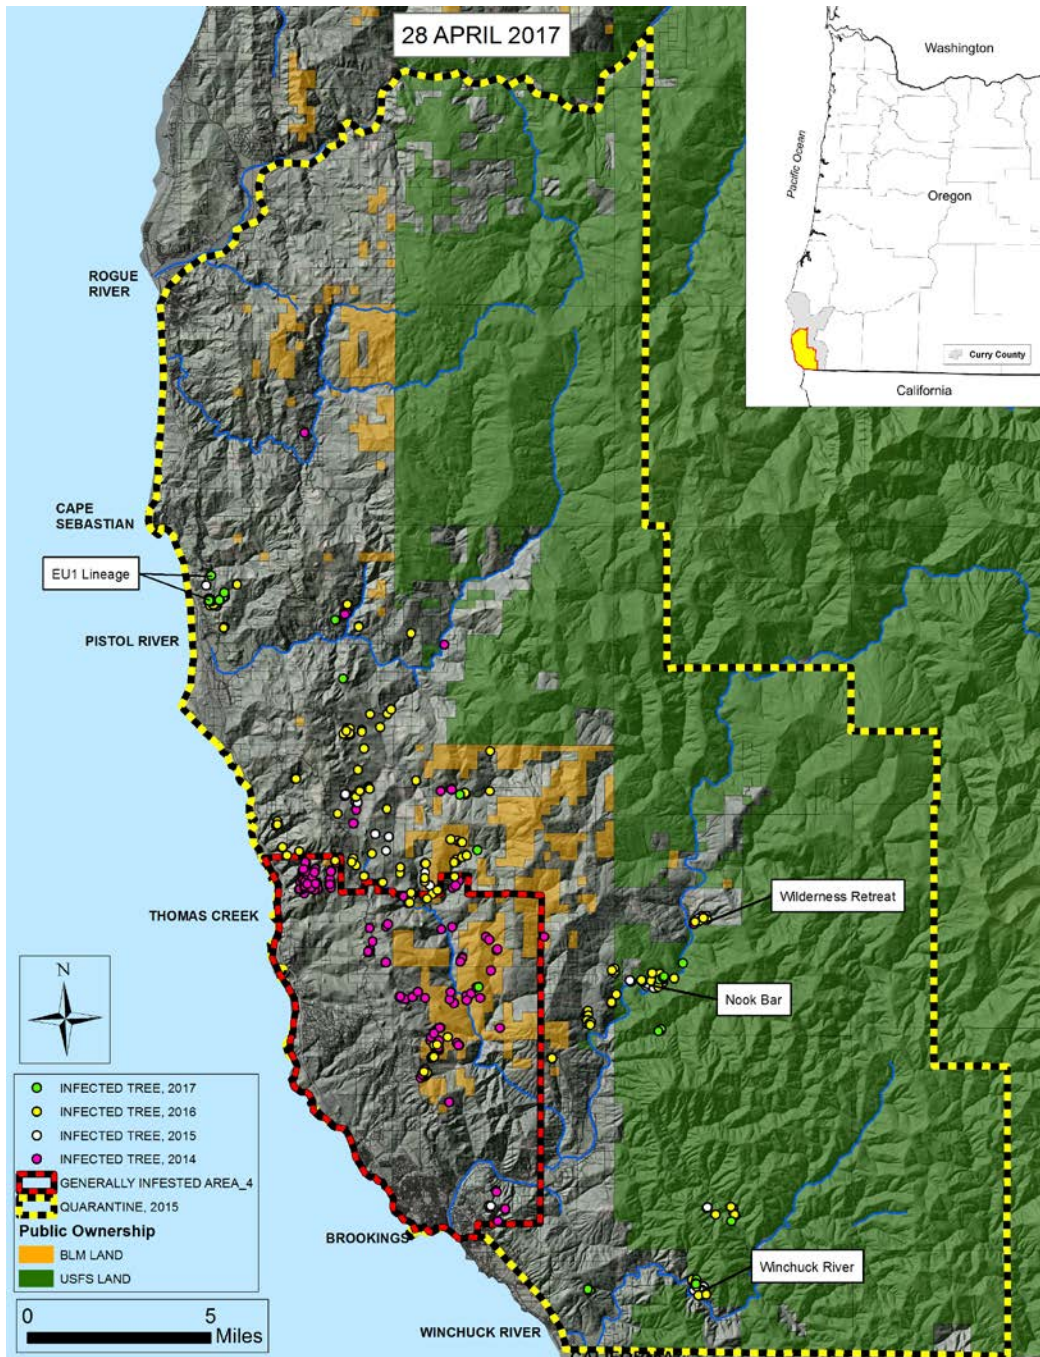 28 APRIL 2017
Washington
Pacific Ocean
Oregon
Curry County
California
ROGUE
RIVER
CAPE
SEBASTIAN
EU1 Lineage
PISTOL RIVER
Wilderness Retreat
THOMAS CREEK
Nook Bar
N
INFECTED TREE, 2017
INFECTED TREE, 2016
INFECTED TREE, 2015
INFECTED TREE, 2014
GENERALLY INFESTED AREA_4
QUARANTINE, 2015
Public Ownership
BLM LAND
USFS LAND
BROOKINGS
Winchuck River
0 5
Miles
WINCHUCK RIVER
CALIFORNIA